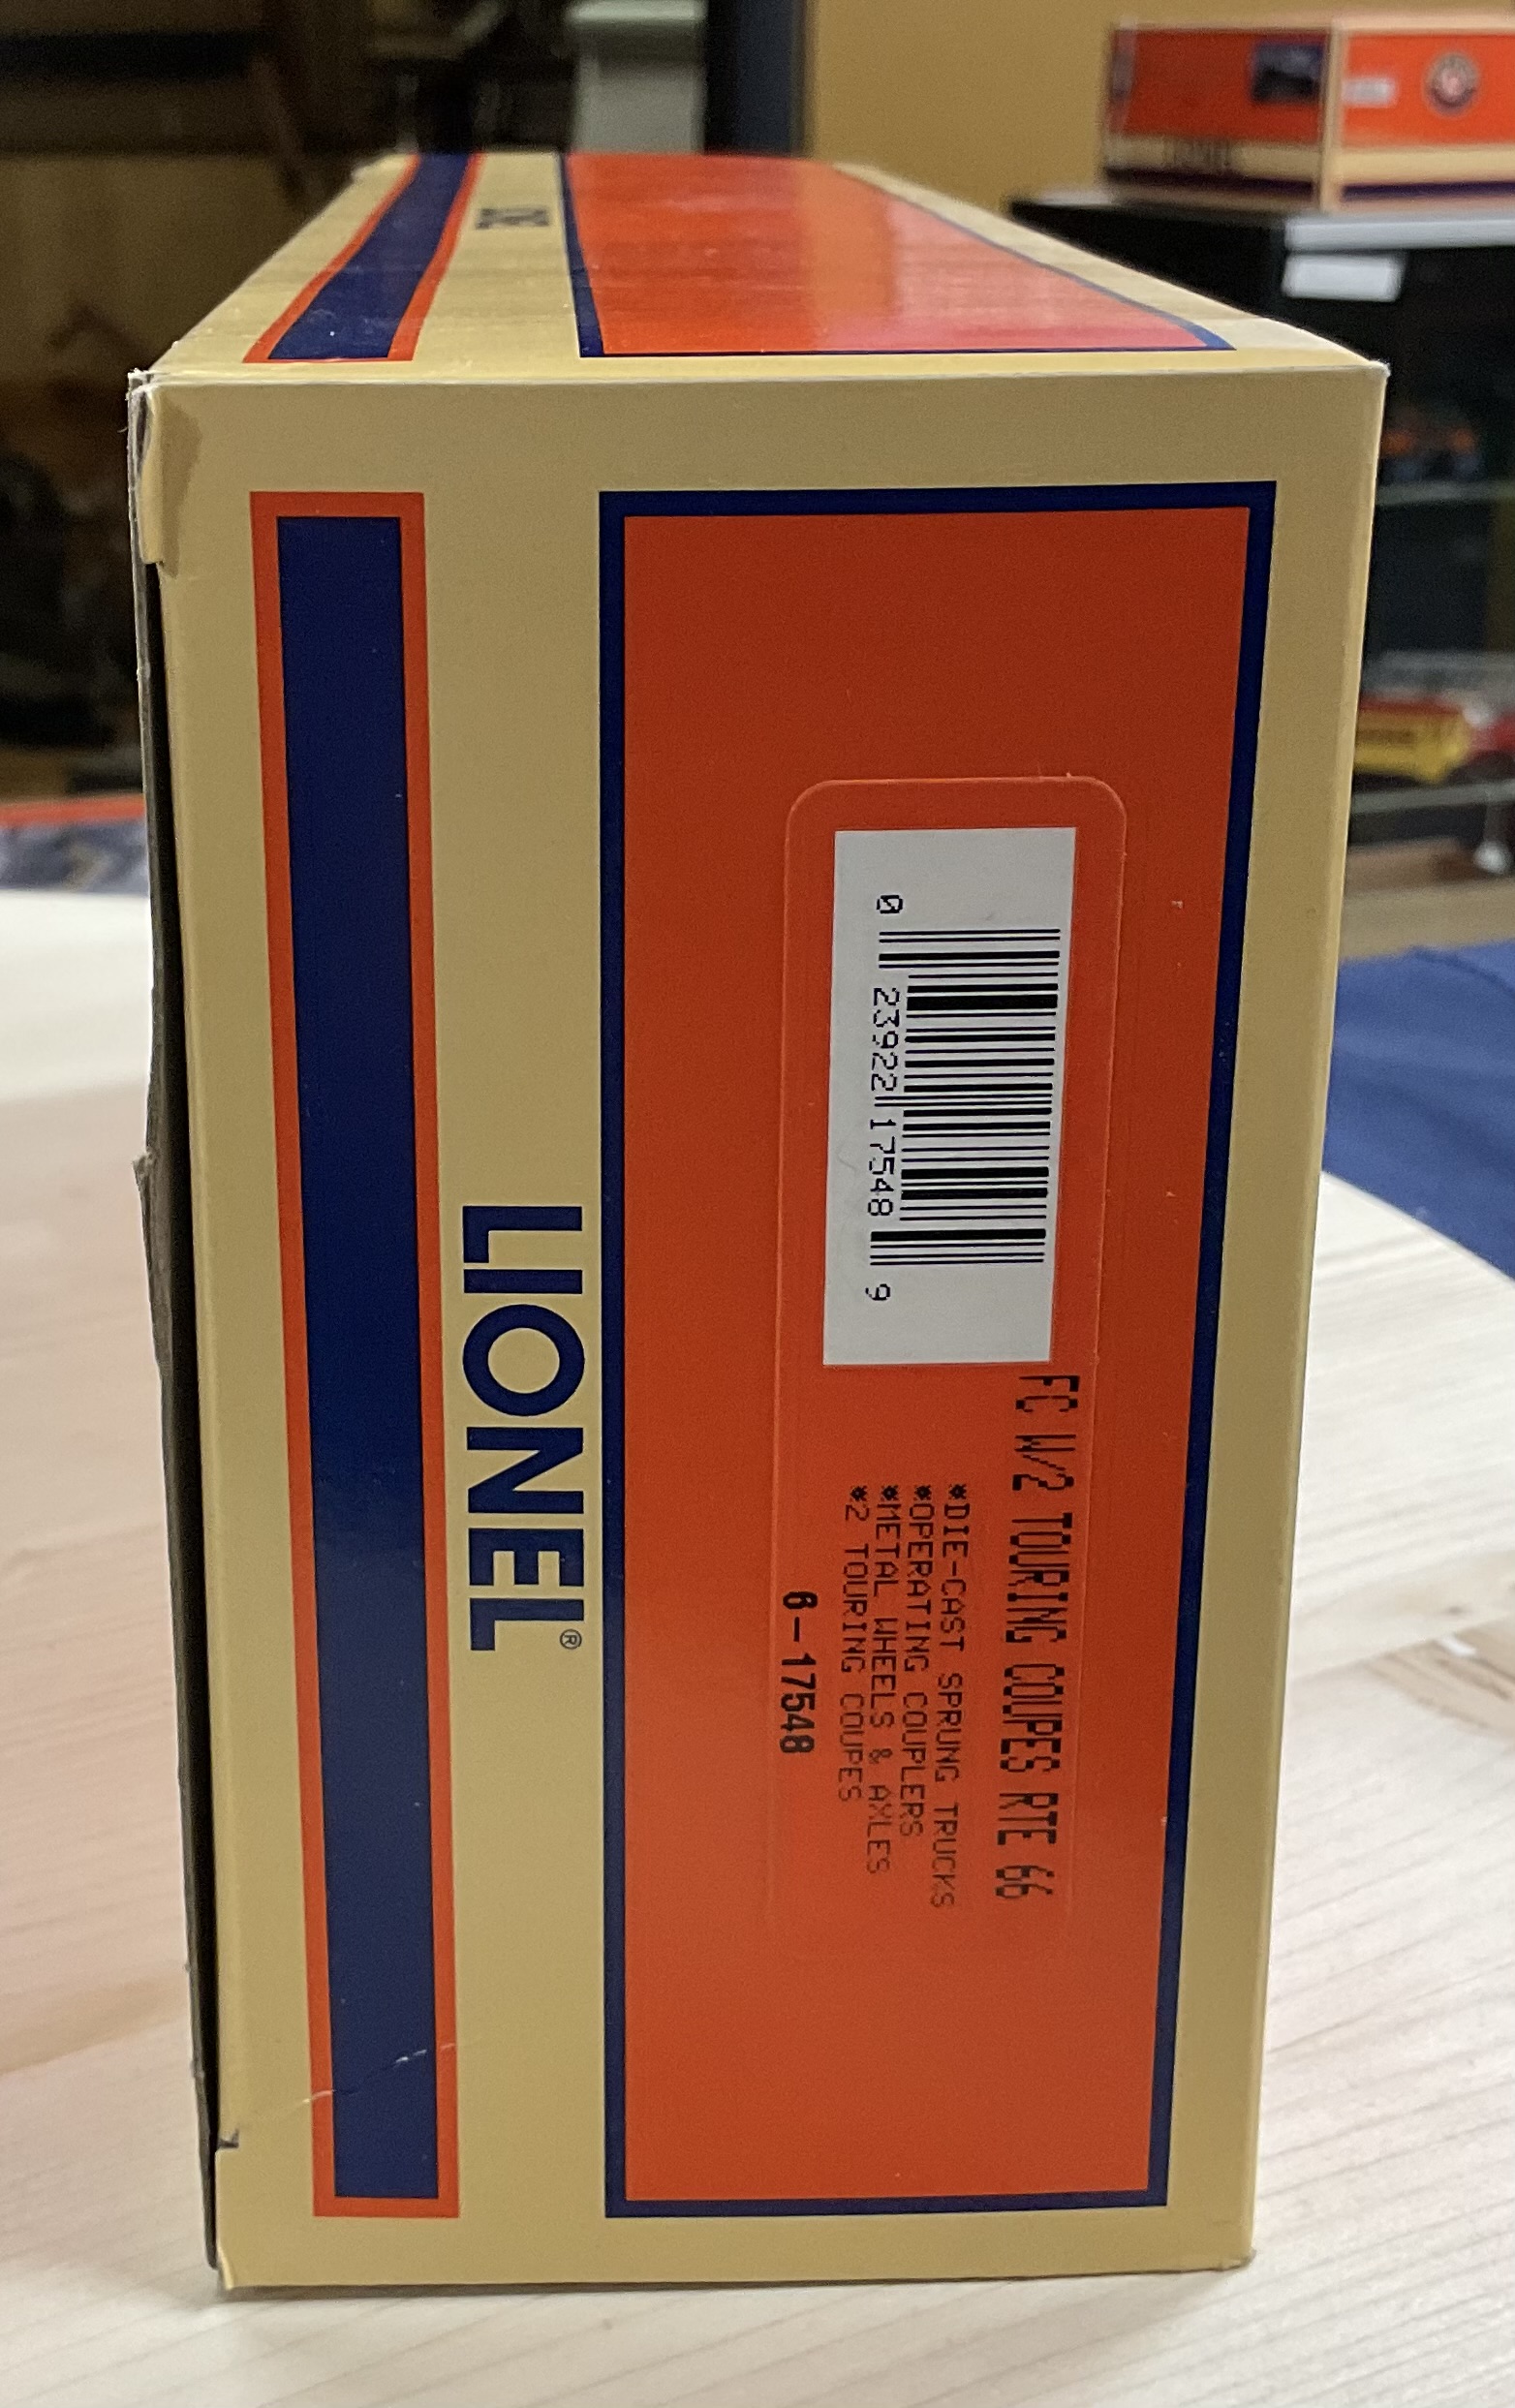 0 23922 17548 9
FC W/2 TOURING COUPES RTE 66
*DIE-CAST SPRUNG TRUCKS
*OPERATING COUPLERS
*METAL WHEELS & AXLES
*2 TOURING COUPES
6-17548
LIONEL®